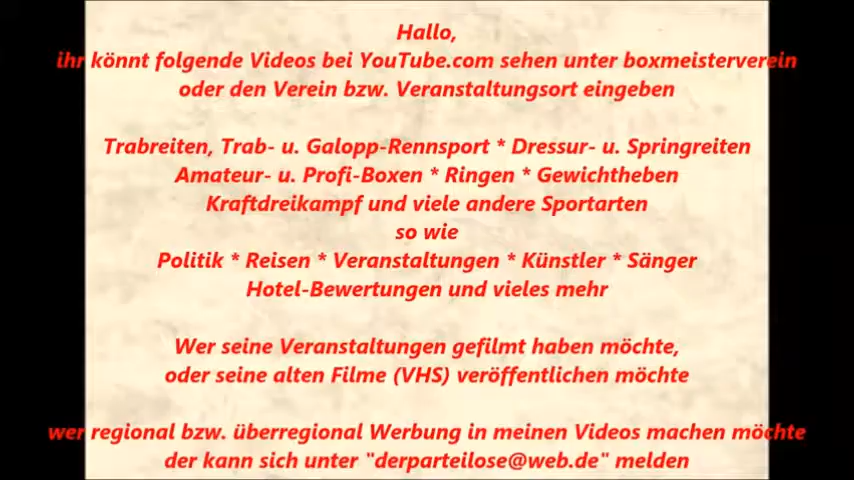 Hallo,
ihr könnt folgende Videos bei YouTube.com sehen unter boxmeisterverein
oder den Verein bzw. Veranstaltungsort eingeben
Trabreiten, Trab- u. Galopp-Rennsport * Dressur- u. Springreiten
Amateur- u. Profi-Boxen * Ringen * Gewichtheben
Kraftdreikampf und viele andere Sportarten
so wie
Politik * Reisen * Veranstaltungen * Künstler * Sänger
Hotel-Bewertungen und vieles mehr
Wer seine Veranstaltungen gefilmt haben möchte,
oder seine alten Filme (VHS) veröffentlichen möchte
wer regional bzw. überregional Werbung in meinen Videos machen möchte
der kann sich unter "derparteilose@web.de" melden